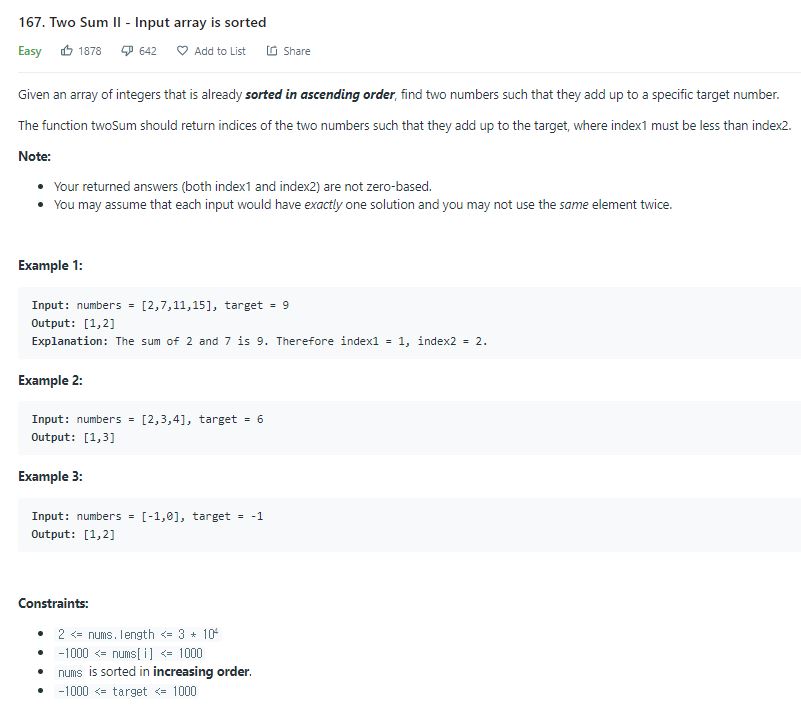 167. Two Sum II - Input array is sorted
Easy 1878 642 Add to List Share
Given an array of integers that is already sorted in ascending order, find two numbers such that they add up to a specific target number.
The function twoSum should return indices of the two numbers such that they add up to the target, where index1 must be less than index2.
Note:
• Your returned answers (both index1 and index2) are not zero-based.
• You may assume that each input would have exactly one solution and you may not use the same element twice.
Example 1:
Input: numbers = [2,7,11,15], target = 9
Output: [1,2]
Explanation: The sum of 2 and 7 is 9. Therefore index1 = 1, index2 = 2.
Example 2:
Input: numbers = [2,3,4], target = 6
Output: [1,3]
Example 3:
Input: numbers = [-1,0], target = -1
Output: [1,2]
Constraints:
• 2 <= nums.length <= 3 * 10⁴
• -1000 <= nums[i] <= 1000
• nums is sorted in increasing order.
• -1000 <= target <= 1000